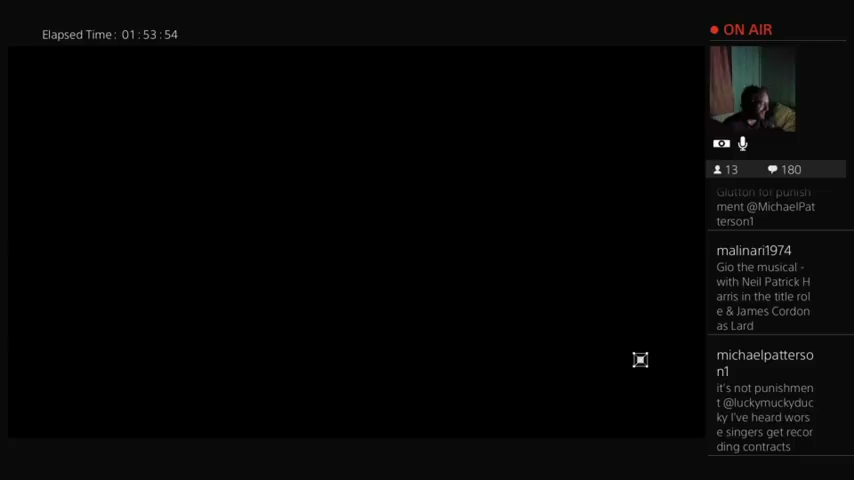 Elapsed Time: 01:53:54
ON AIR
13 180
Glutton for punish
ment @MichaelPat
terson1
malinari1974
Gio the musical -
with Neil Patrick H
arris in the title rol
e & James Cordon
as Lard
michaelpatterso
n1
it's not punishmen
t @luckymuckyduc
ky I've heard wors
e singers get recor
ding contracts